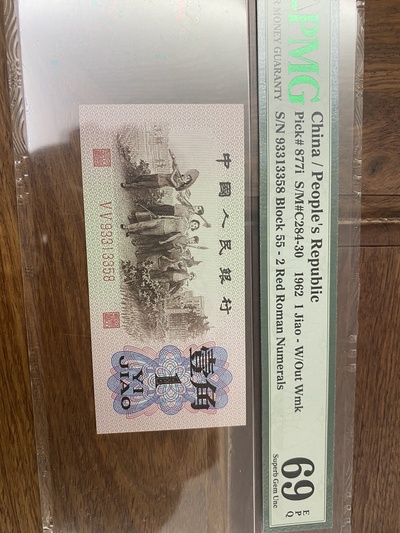 PMG
MONEY GUARANTY
China / People's Republic
Pick# 877i S/M#C284-30 1962 1 Jiao - W/Out Wmk
S/N 93313358 Block 55 - 2 Red Roman Numerals
69
EPQ
Superb Gem Unc
中國人民銀行
VV 93313358
壹角
1
YI
JIAO